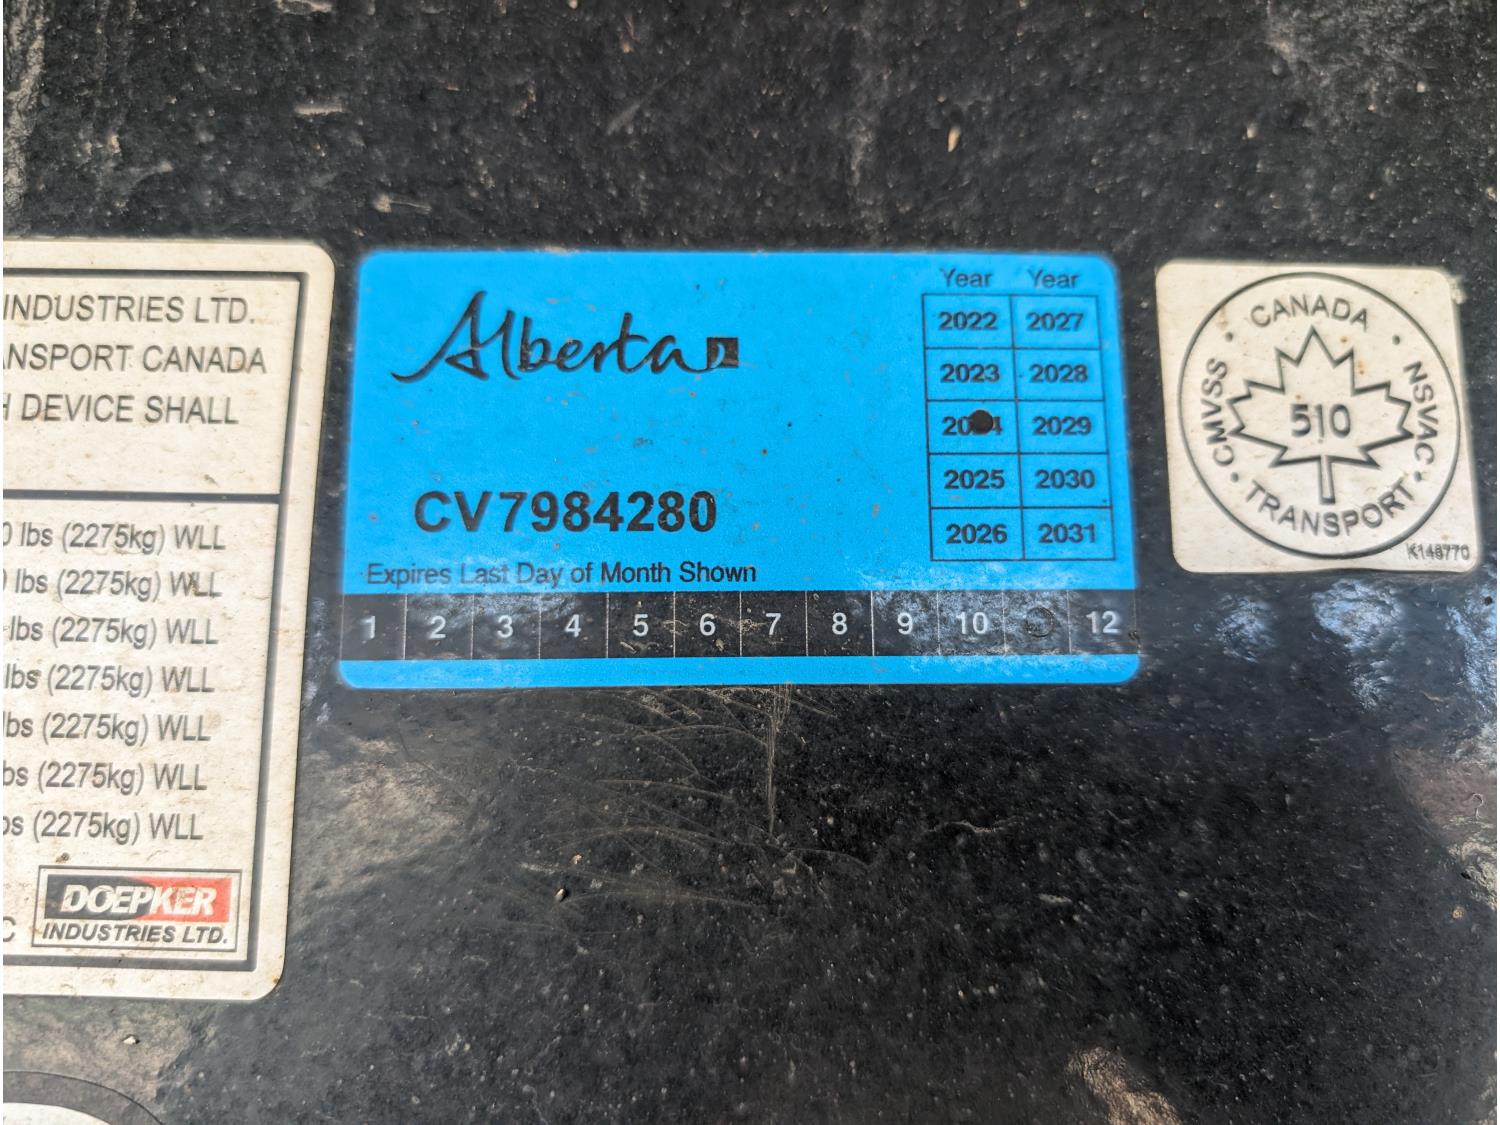 INDUSTRIES LTD.
NSPORT CANADA
DEVICE SHALL
0 lbs (2275kg) WLL
lbs (2275kg) WLL
lbs (2275kg) WLL
lbs (2275kg) WLL
lbs (2275kg) WLL
bs (2275kg) WLL
bs (2275kg) WLL
C
DOEPKER
INDUSTRIES LTD.
Alberta
CV7984280
Expires Last Day of Month Shown
Year Year
2022 2027
2023 2028
2029
2025 2030
2026 2031
1 2 3 4 5 6 7 8 9 10 12
CANADA
CMVSS
NSVAC
510
TRANSPORT
K148770